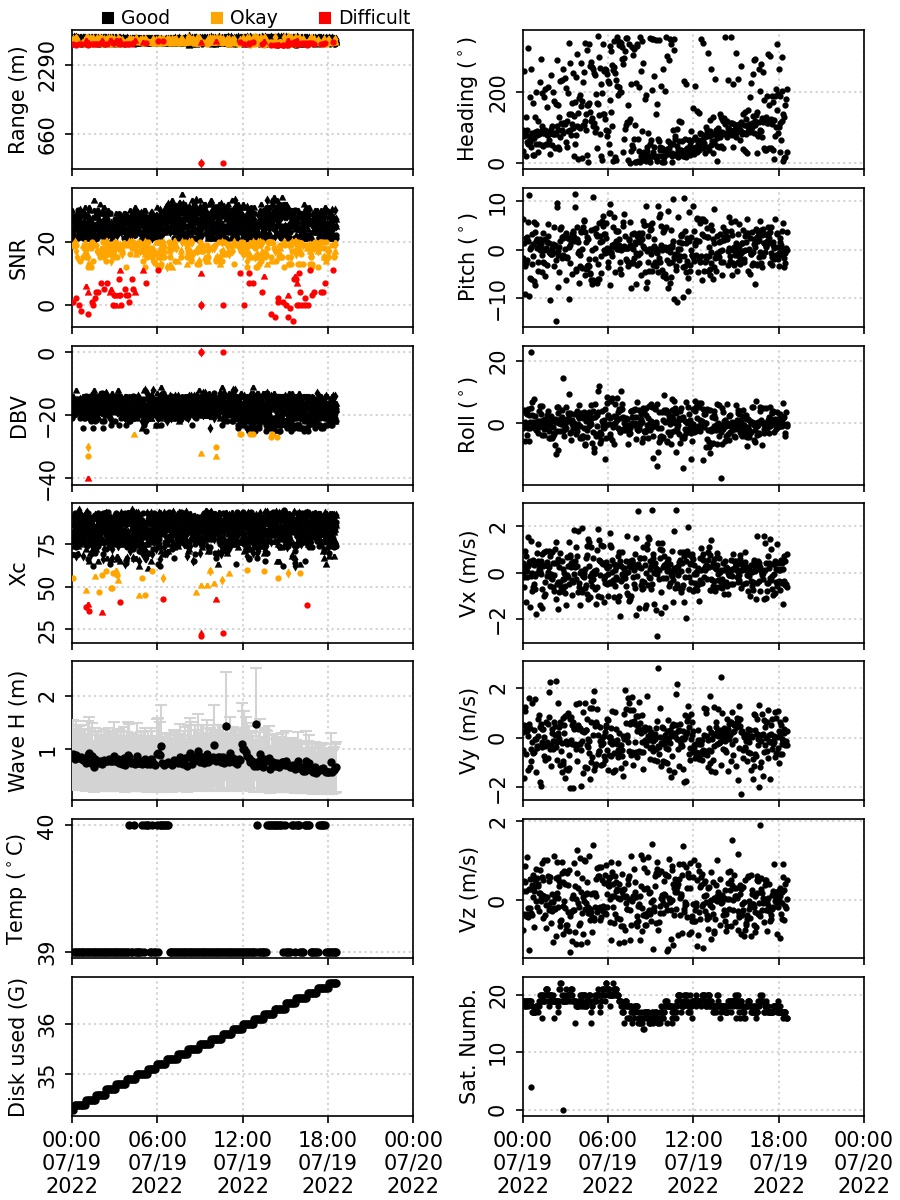 Good Okay Difficult
Range (m)
2290
660
Heading (°)
200
0
SNR
20
0
Pitch (°)
10
0
−10
DBV
0
−20
−40
Roll (°)
20
0
Xc
75
50
25
Vx (m/s)
2
0
−2
Wave H (m)
2
1
Vy (m/s)
2
0
−2
Temp (°C)
40
39
Vz (m/s)
2
0
Disk used (G)
36
35
Sat. Numb.
20
10
0
00:00 06:00 12:00 18:00 00:00
07/19 07/19 07/19 07/19 07/20
2022 2022 2022 2022 2022
00:00 06:00 12:00 18:00 00:00
07/19 07/19 07/19 07/19 07/20
2022 2022 2022 2022 2022